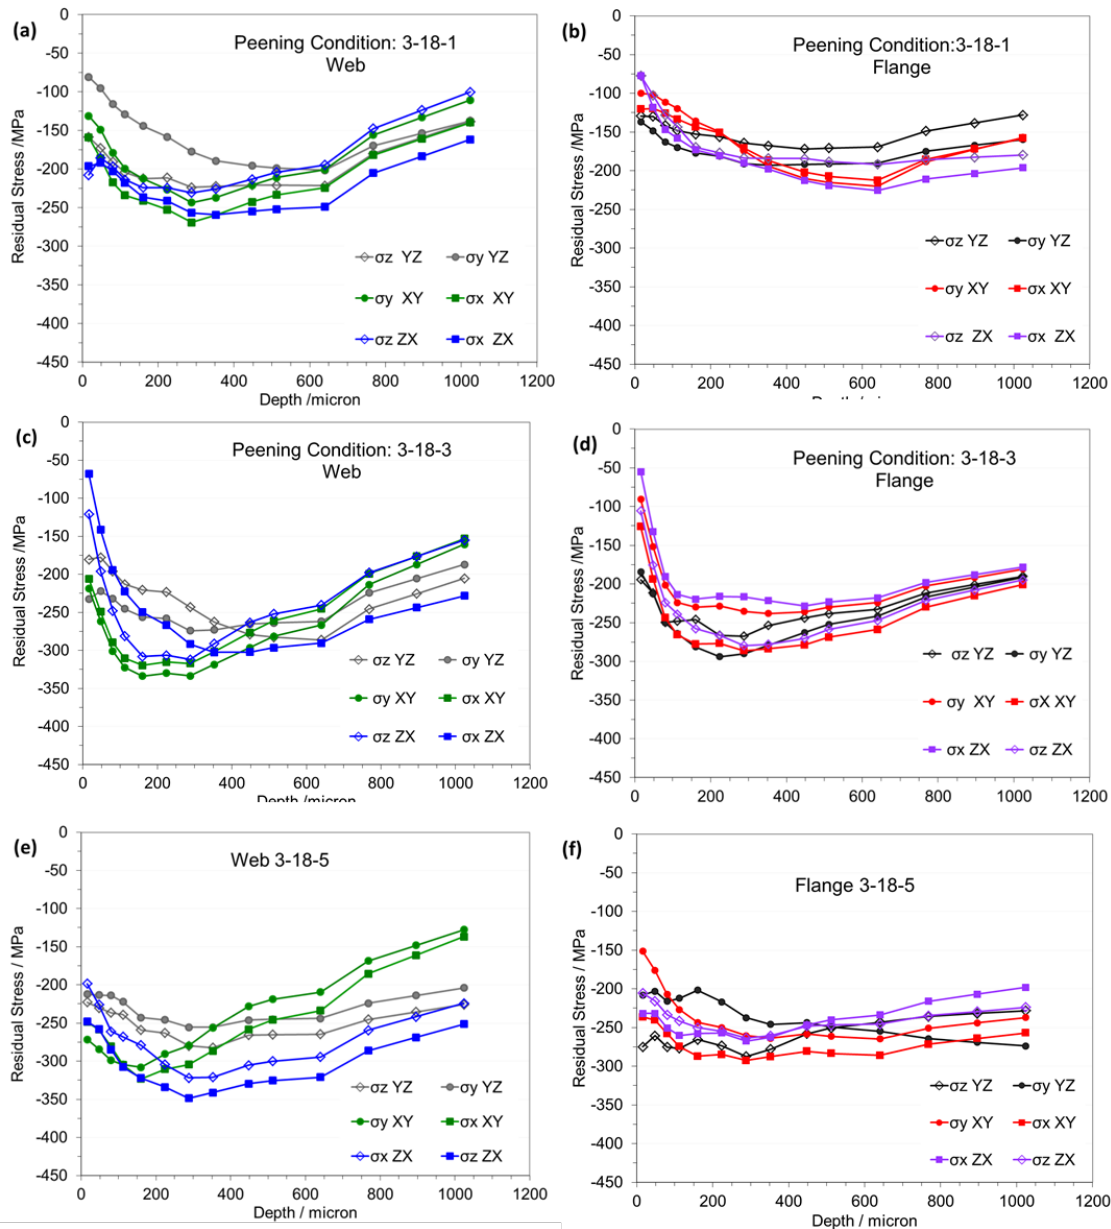 (a)
Peening Condition: 3-18-1
Web
0
-50
-100
-150
-200
-250
-300
-350
-400
-450
Residual Stress /MPa
σz YZ
σy YZ
σy XY
σx XY
σz ZX
σx ZX
0 200 400 600 800 1000 1200
Depth /micron
(b)
Peening Condition:3-18-1
Flange
0
-50
-100
-150
-200
-250
-300
-350
-400
-450
Residual Stress /MPa
σz YZ
σy YZ
σy XY
σx XY
σz ZX
σx ZX
0 200 400 600 800 1000 1200
(c)
Peening Condition: 3-18-3
Web
0
-50
-100
-150
-200
-250
-300
-350
-400
-450
Residual Stress /MPa
σz YZ
σy YZ
σy XY
σx XY
σz ZX
σx ZX
0 200 400 600 800 1000 1200
Depth/micron
(d)
Peening Condition: 3-18-3
Flange
0
-50
-100
-150
-200
-250
-300
-350
-400
-450
Residual Stress /MPa
σz YZ
σy YZ
σy XY
σX XY
σx ZX
σz ZX
0 200 400 600 800 1000 1200
(e)
Web 3-18-5
0
-50
-100
-150
-200
-250
-300
-350
-400
-450
Residual Stress / MPa
σz YZ
σy YZ
σy XY
σx XY
σx ZX
σz ZX
0 200 400 600 800 1000 1200
Depth / micron
(f)
Flange 3-18-5
0
-50
-100
-150
-200
-250
-300
-350
-400
-450
Residual Stress / MPa
σz YZ
σy YZ
σy XY
σx XY
σx ZX
σz ZX
0 200 400 600 800 1000 1200
Depth / micron